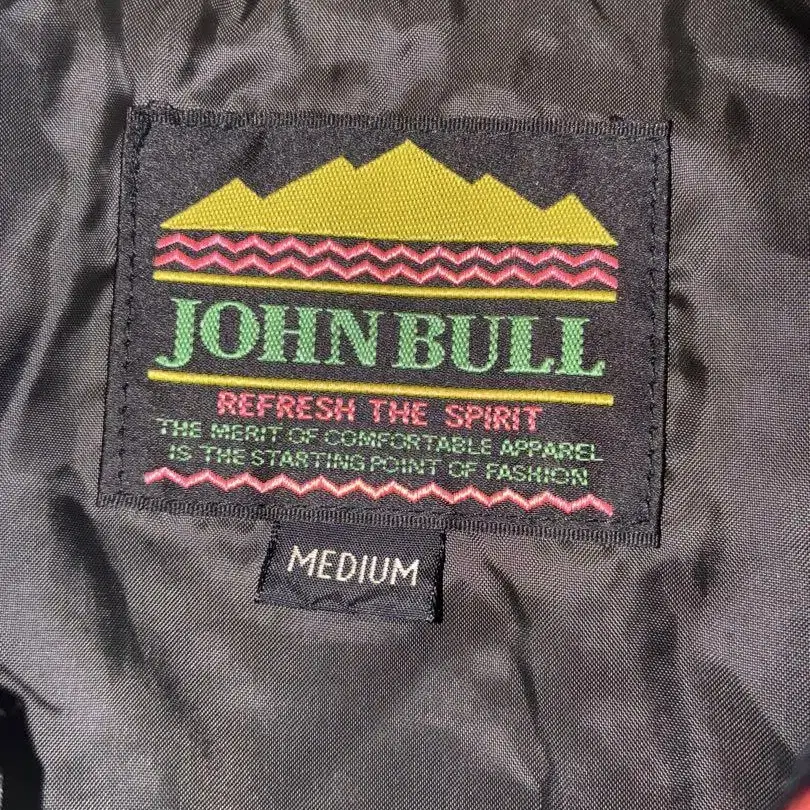 JOHN BULL
REFRESH THE SPIRIT
THE MERIT OF COMFORTABLE APPAREL
IS THE STARTING POINT OF FASHION
MEDIUM